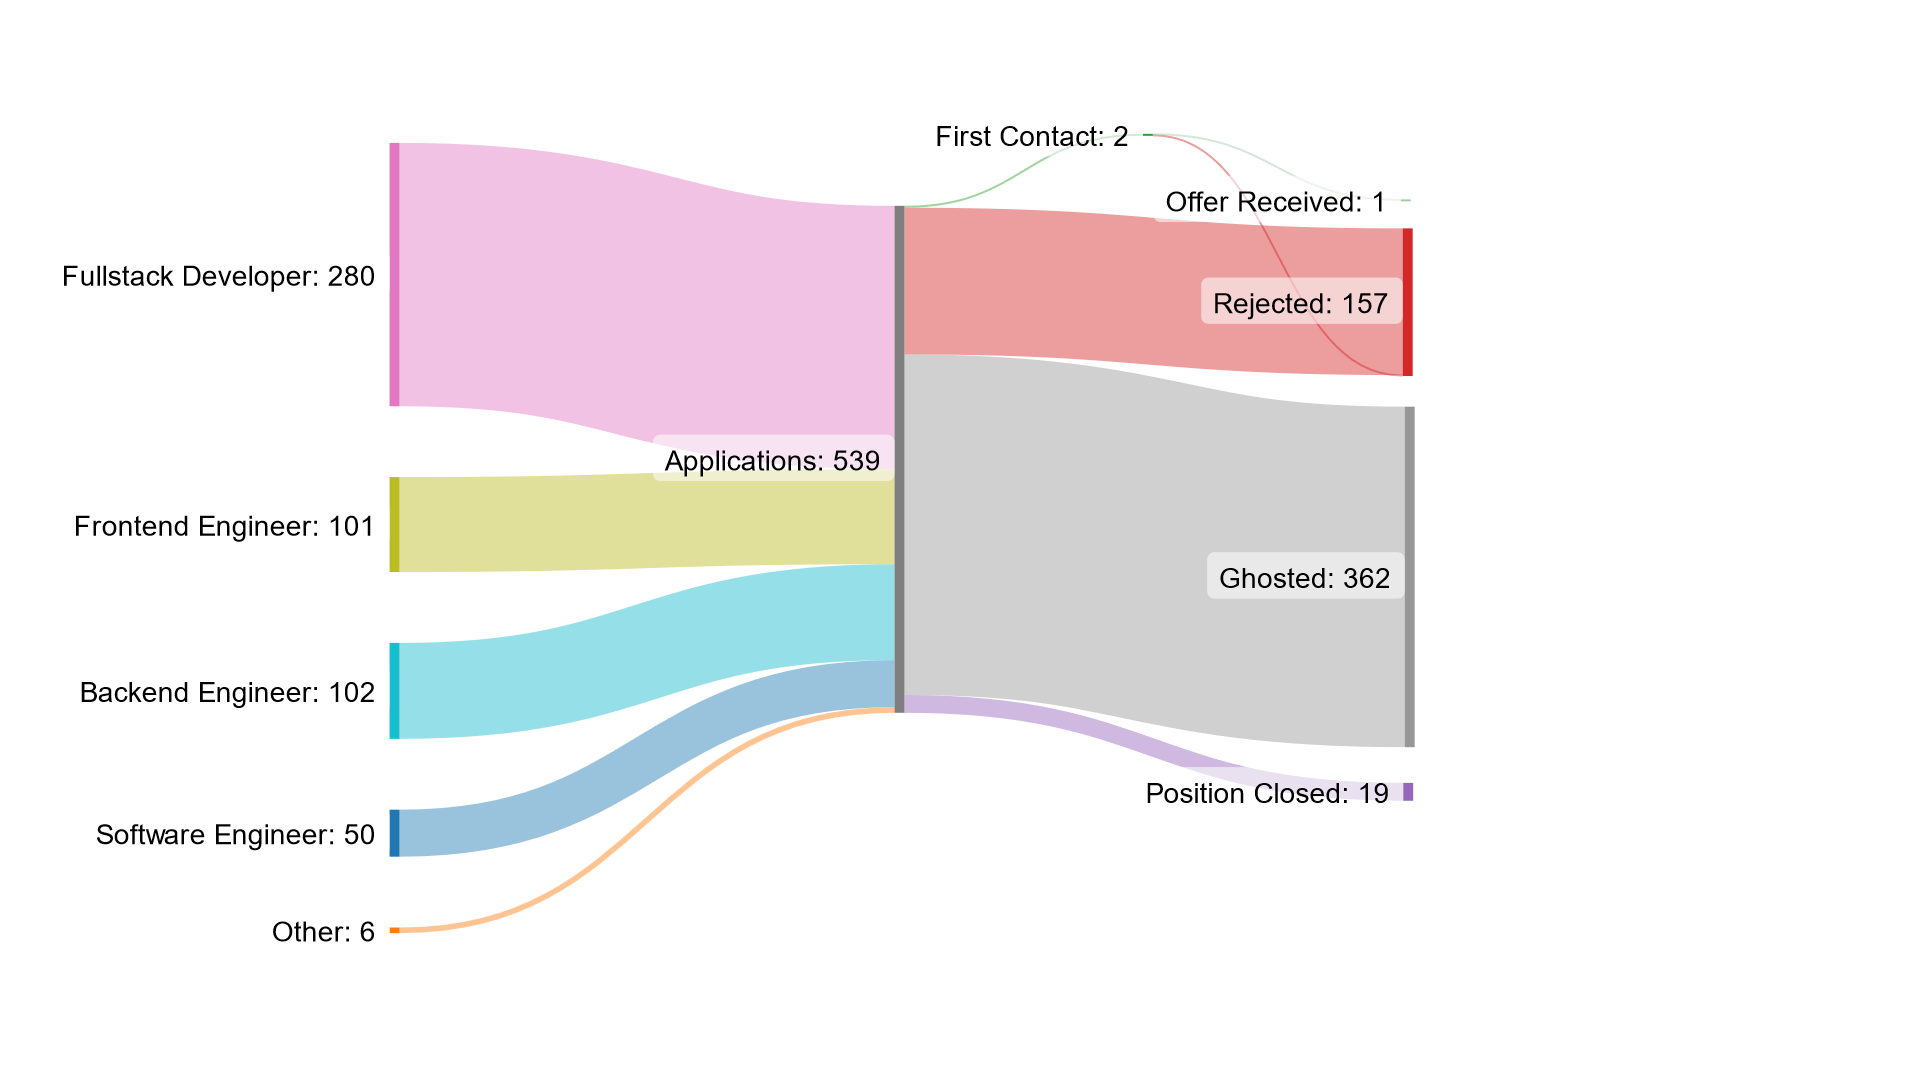 First Contact: 2
Offer Received: 1
Fullstack Developer: 280
Rejected: 157
Applications: 539
Frontend Engineer: 101
Ghosted: 362
Backend Engineer: 102
Position Closed: 19
Software Engineer: 50
Other: 6